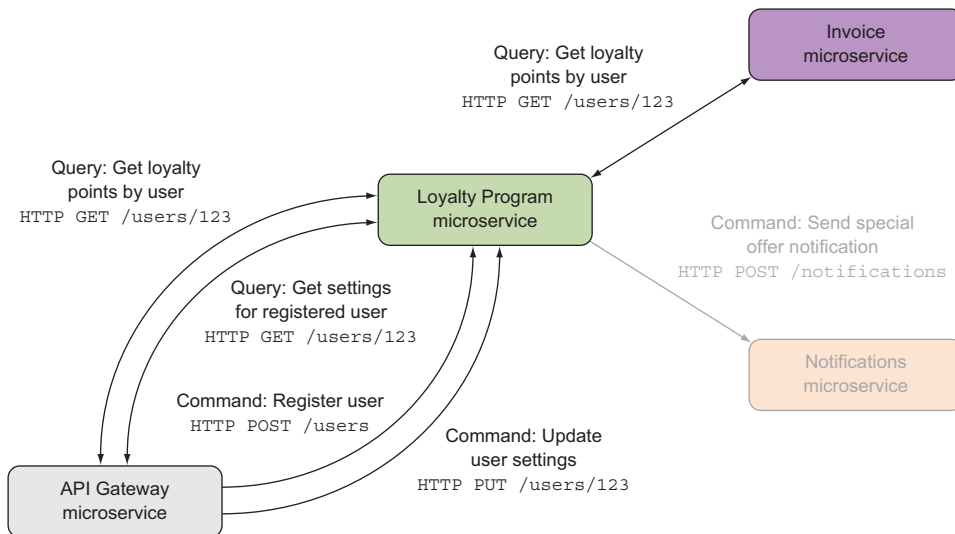 Invoice
microservice
Query: Get loyalty
points by user
HTTP GET /users/123
Query: Get loyalty
points by user
HTTP GET /users/123
Loyalty Program
microservice
Command: Send special
offer notification
HTTP POST /notifications
Query: Get settings
for registered user
HTTP GET /users/123
Notifications
microservice
Command: Register user
HTTP POST /users
Command: Update
user settings
HTTP PUT /users/123
API Gateway
microservice